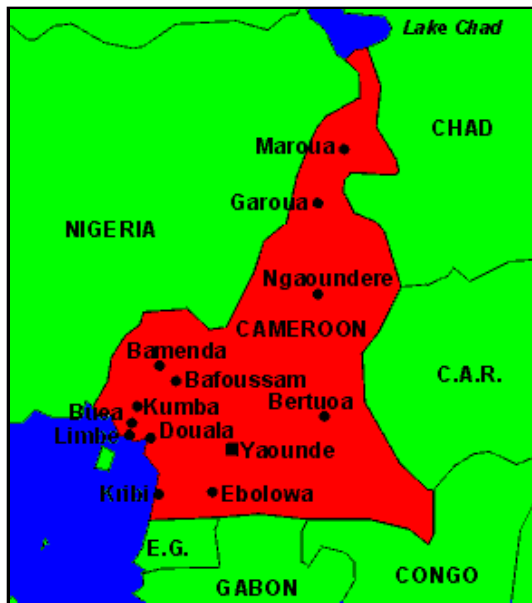 Lake Chad
CHAD
Maroua
Garoua
NIGERIA
Ngaoundere
CAMEROON
Bamenda
Bafoussam
C.A.R.
Kumba
Bertuoa
Buea
Limbe
Douala
Yaounde
Kribi
Ebolowa
E.G.
GABON
CONGO